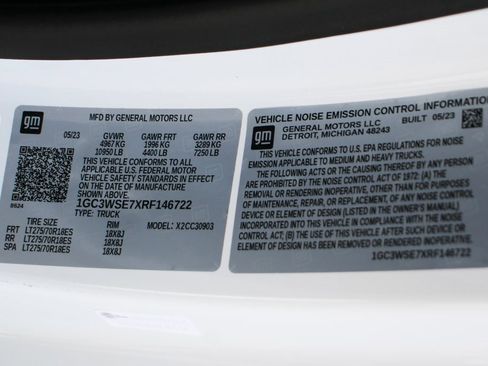 gm
MFD BY GENERAL MOTORS LLC
05/23 GVWR GAWR FRT GAWR RR
4967 KG 1996 KG 3289 KG
10950 LB 4400 LB 7250 LB
THIS VEHICLE CONFORMS TO ALL
APPLICABLE U.S. FEDERAL MOTOR
VEHICLE SAFETY STANDARDS IN EFFECT
ON THE DATE OF MANUFACTURE
SHOWN ABOVE.
1GC3WSE7XRF146722
TYPE: TRUCK MODEL: X2CC30903
8624
TIRE SIZE RIM
FRT LT275/70R18ES 18X8J
RR LT275/70R18ES 18X8J
SPA LT275/70R18ES 18X8J
VEHICLE NOISE EMISSION CONTROL INFORMATION
gm
GENERAL MOTORS LLC BUILT 05/23
DETROIT, MICHIGAN 48243
THIS VEHICLE CONFORMS TO U.S. EPA REGULATIONS FOR NOISE
EMISSION APPLICABLE TO MEDIUM AND HEAVY TRUCKS.
THE FOLLOWING ACTS OR THE CAUSING THEREOF BY ANY PERSON
ARE PROHIBITED BY THE NOISE CONTROL ACT OF 1972: (A) THE
REMOVAL OR RENDERING INOPERATIVE, OTHER THAN FOR PURPOSES
OF MAINTENANCE, REPAIR, OR REPLACEMENT, OF ANY NOISE CONTROL
DEVICE OR ELEMENT OF DESIGN (LISTED IN THE OWNER'S MANUAL)
INCORPORATED INTO THIS VEHICLE IN COMPLIANCE WITH THE NOISE
CONTROL ACT; (B) THE USE OF THIS VEHICLE AFTER SUCH DEVICE OR
ELEMENT OF DESIGN HAS BEEN REMOVED OR RENDERED INOPERATIVE.
1GC3WSE7XRF146722